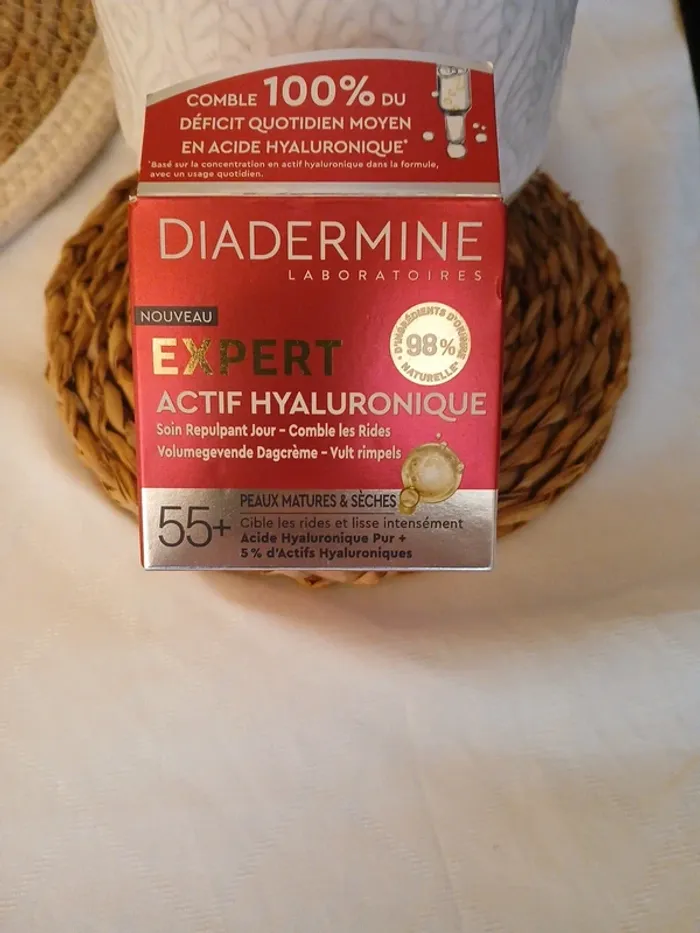 COMBLE 100% DU
DÉFICIT QUOTIDIEN MOYEN
EN ACIDE HYALURONIQUE*
*Basé sur la concentration en actif hyaluronique dans la formule,
avec un usage quotidien.
DIADERMINE
LABORATOIRES
NOUVEAU
EXPERT
98%
D'INGRÉDIENTS D'ORIGINE
NATURELLE*
ACTIF HYALURONIQUE
Soin Repulpant Jour – Comble les Rides
Volumegevende Dagcrème – Vult rimpels
55+
PEAUX MATURES & SÈCHES
Cible les rides et lisse intensément
Acide Hyaluronique Pur +
5% d'Actifs Hyaluroniques